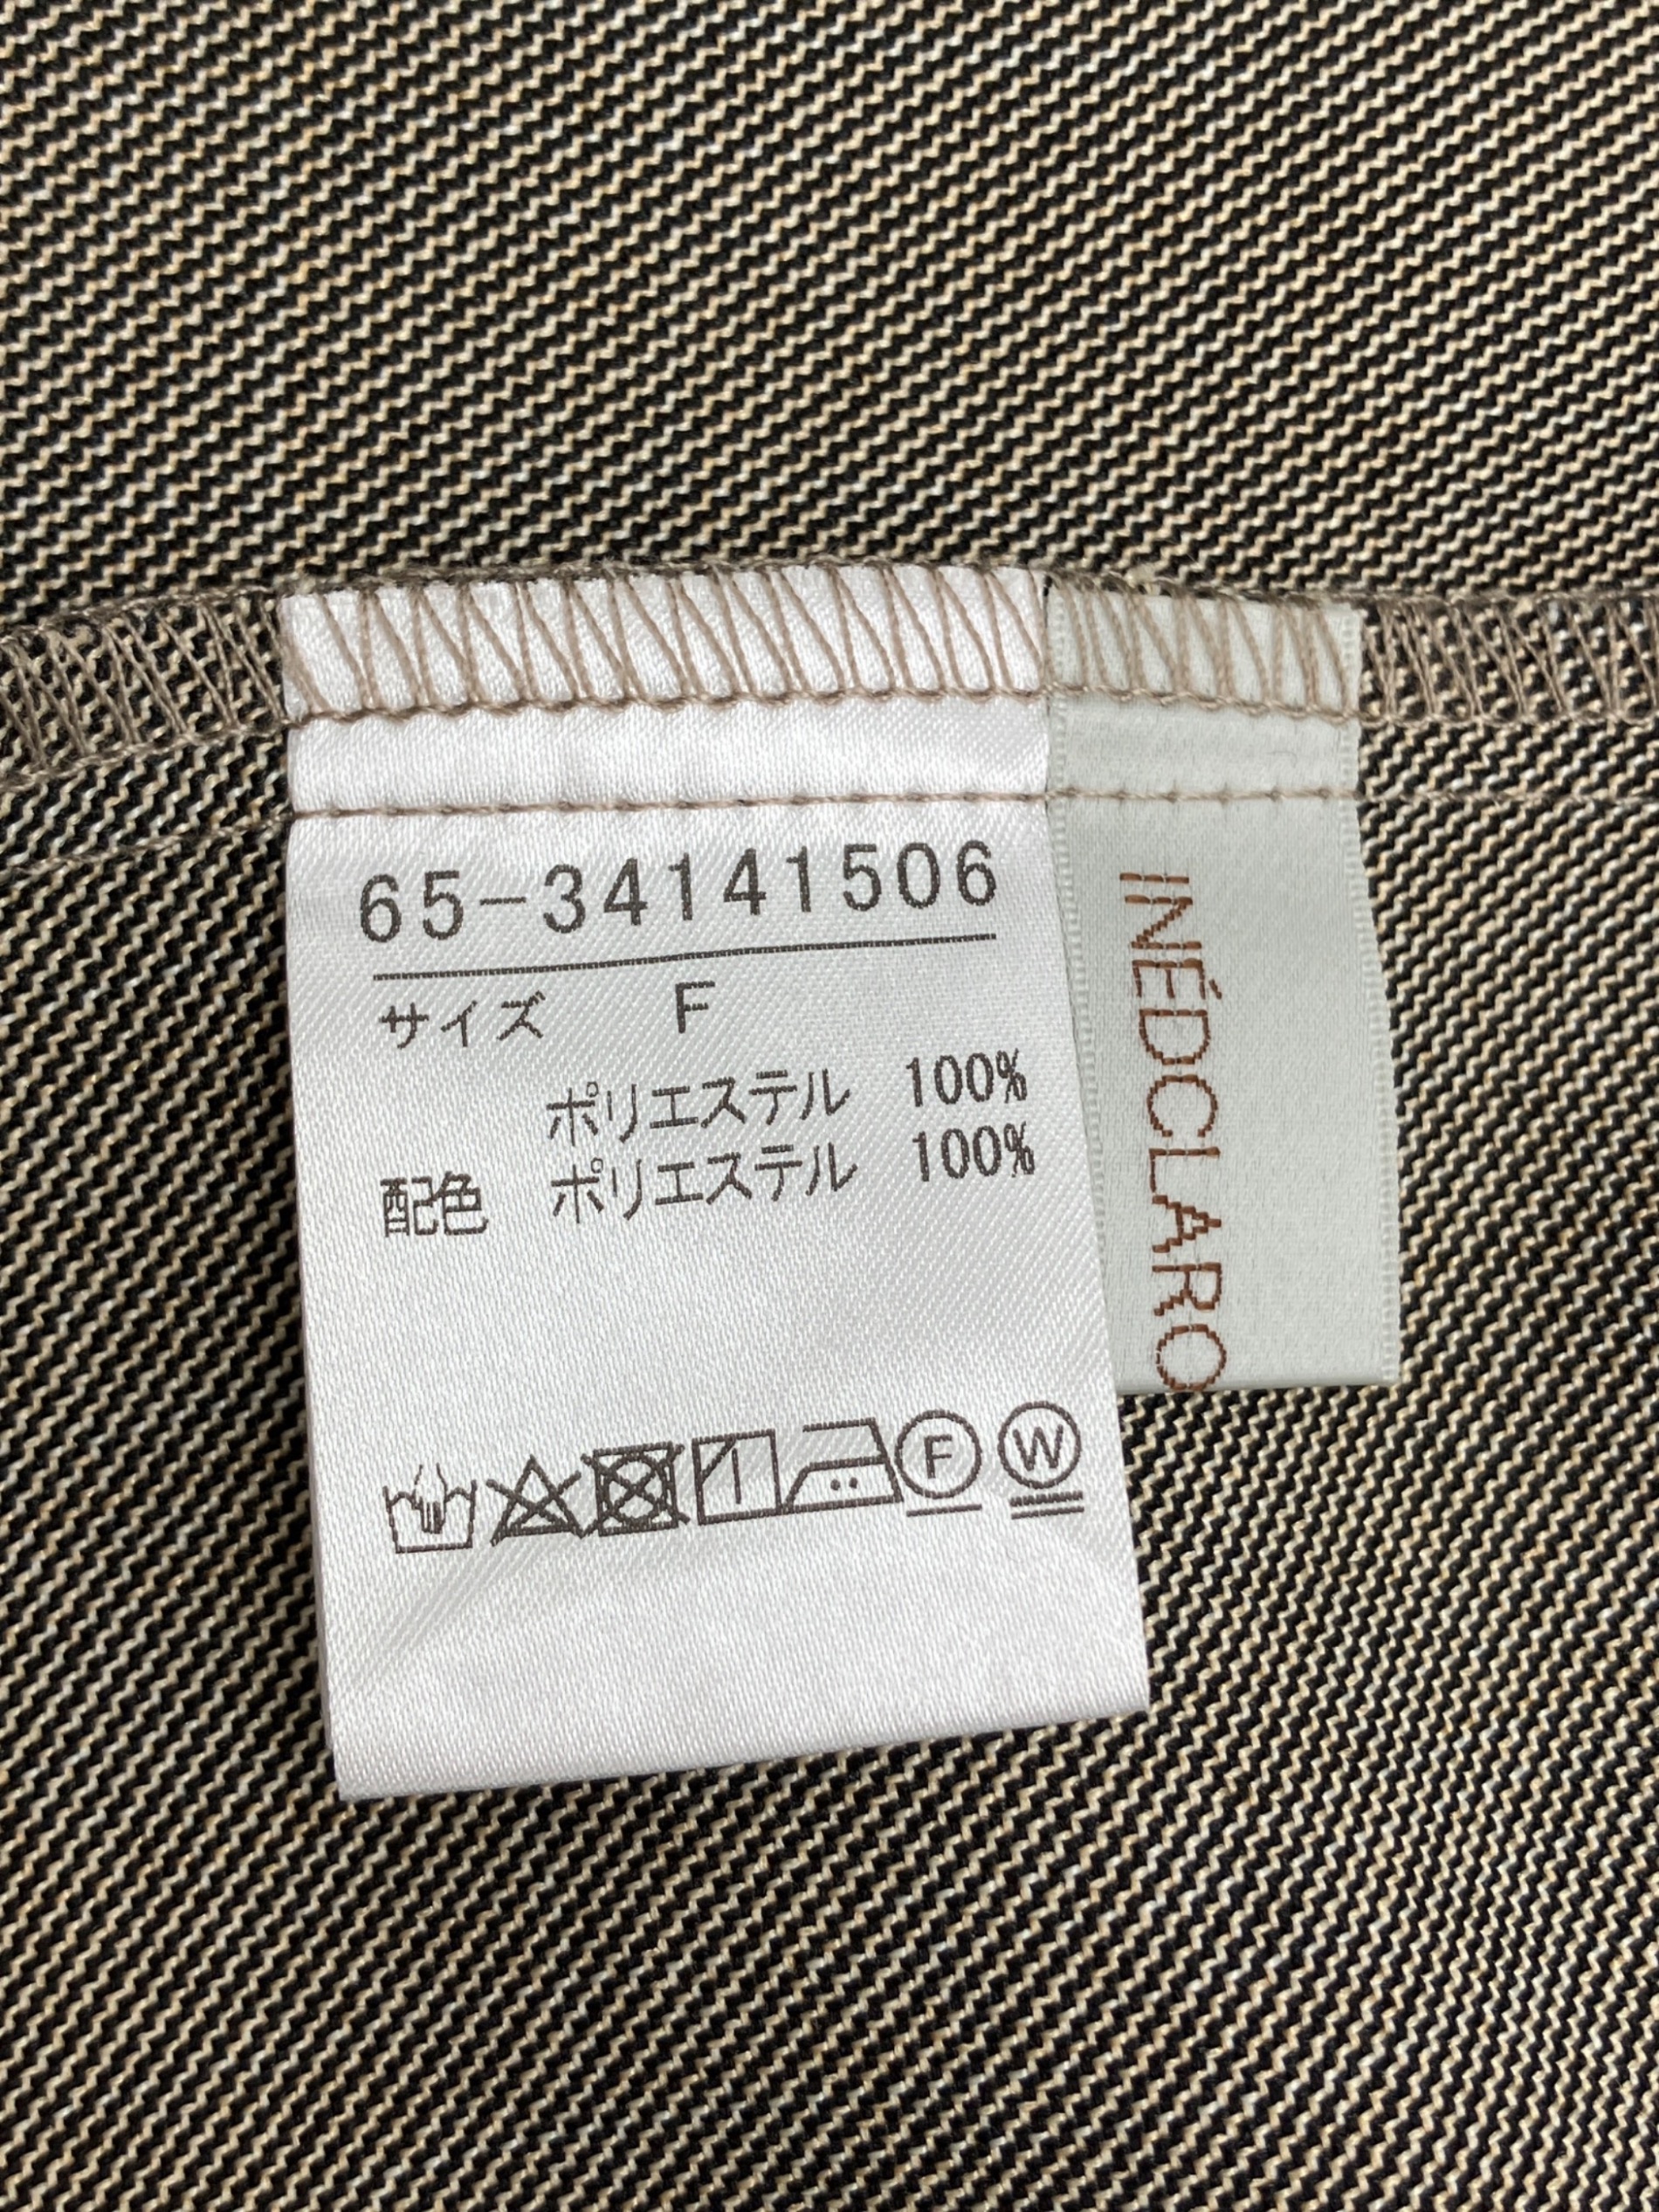 65-34141506
サイズ F
ポリエステル 100%
配色 ポリエステル 100%
F W
INÉDCLARO